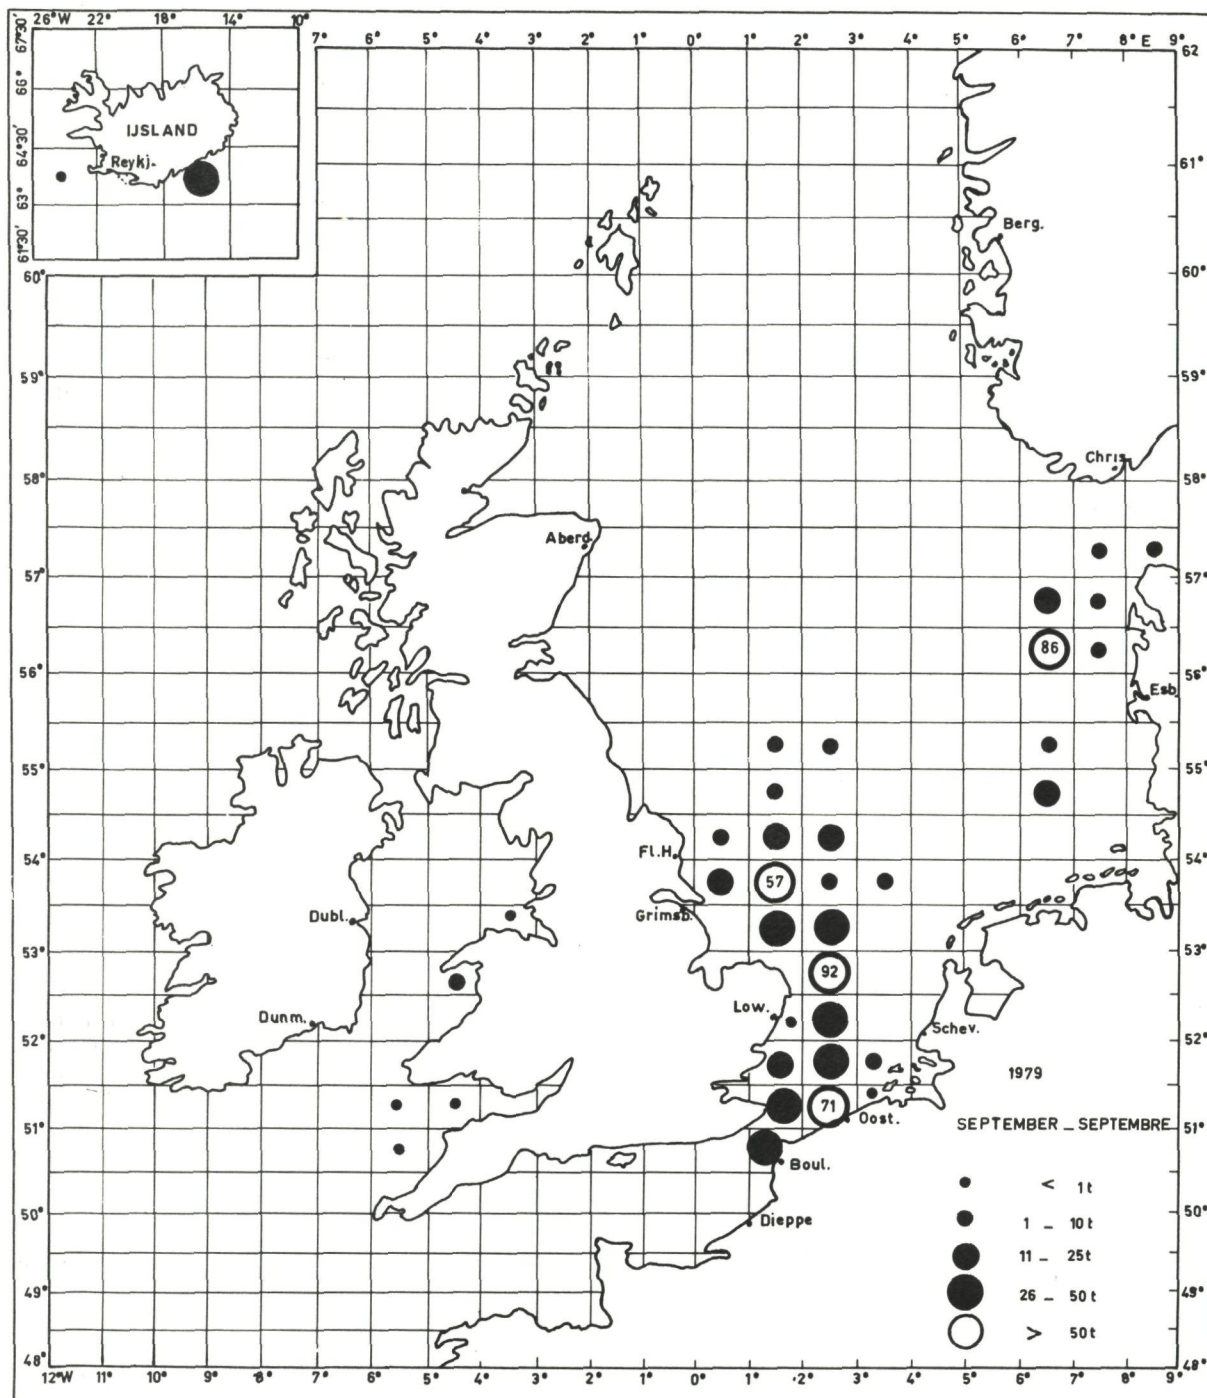 26°W 22° 18° 14° 10°
67°30'
66°
64°30'
63°
61°30'
IJSLAND
Reykj.
7° 6° 5° 4° 3° 2° 1° 0° 1° 2° 3° 4° 5° 6° 7° 8° E 9°
62
61°
60° 60°
59° 59°
58° 58°
57° 57°
56° 56°
55° 55°
54° 54°
53° 53°
52° 52°
51° 51°
50° 50°
49° 49°
48° 48°
Berg.
Chris
Aberd.
86
Esb.
Fl.H.
57
Grimsb.
Dubl.
92
Low.
Dunm.
Schev.
1979
71
Oost.
SEPTEMBER _ SEPTEMBRE
Boul.
Dieppe
< 1t
1 _ 10t
11 _ 25t
26 _ 50t
> 50t
12°W 11° 10° 9° 8° 7° 6° 5° 4° 3° 2° 1° 0° 1° 2° 3° 4° 5° 6° 7° 8° 9°